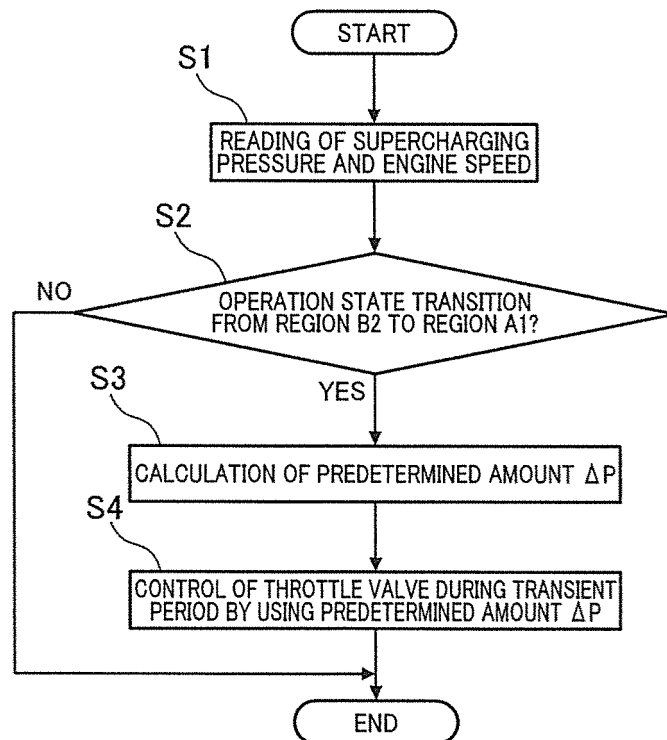 START
S1
READING OF SUPERCHARGING
PRESSURE AND ENGINE SPEED
S2
NO
OPERATION STATE TRANSITION
FROM REGION B2 TO REGION A1?
YES
S3
CALCULATION OF PREDETERMINED AMOUNT ΔP
S4
CONTROL OF THROTTLE VALVE DURING TRANSIENT
PERIOD BY USING PREDETERMINED AMOUNT ΔP
END